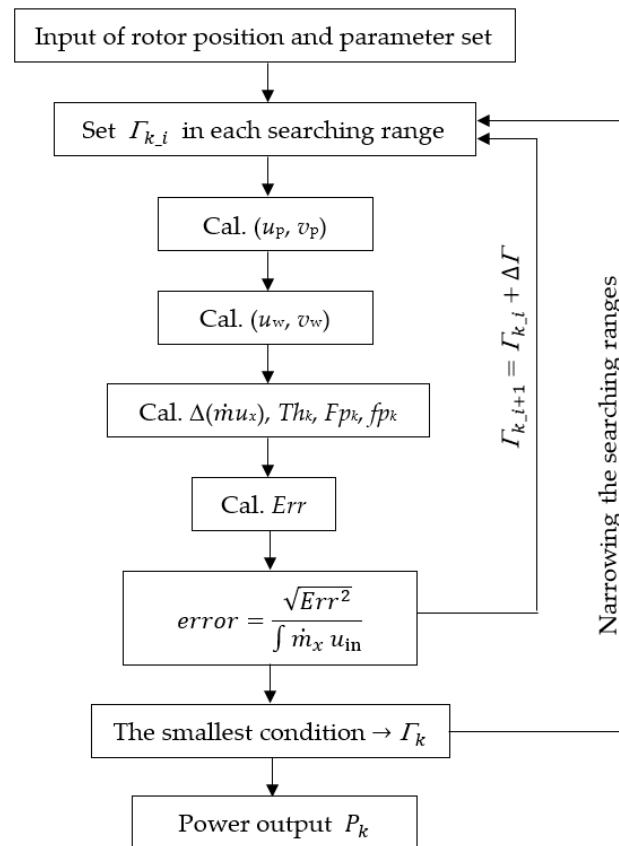 Input of rotor position and parameter set
Set Γk_i in each searching range
Cal. (up, vp)
Cal. (uw, vw)
Cal. Δ(ṁux), Thk, Fpk, fpk
Cal. Err
error = √Err² / ∫ ṁx uin
The smallest condition → Γk
Power output Pk
Γk_i+1 = Γk_i + ΔΓ
Narrowing the searching ranges